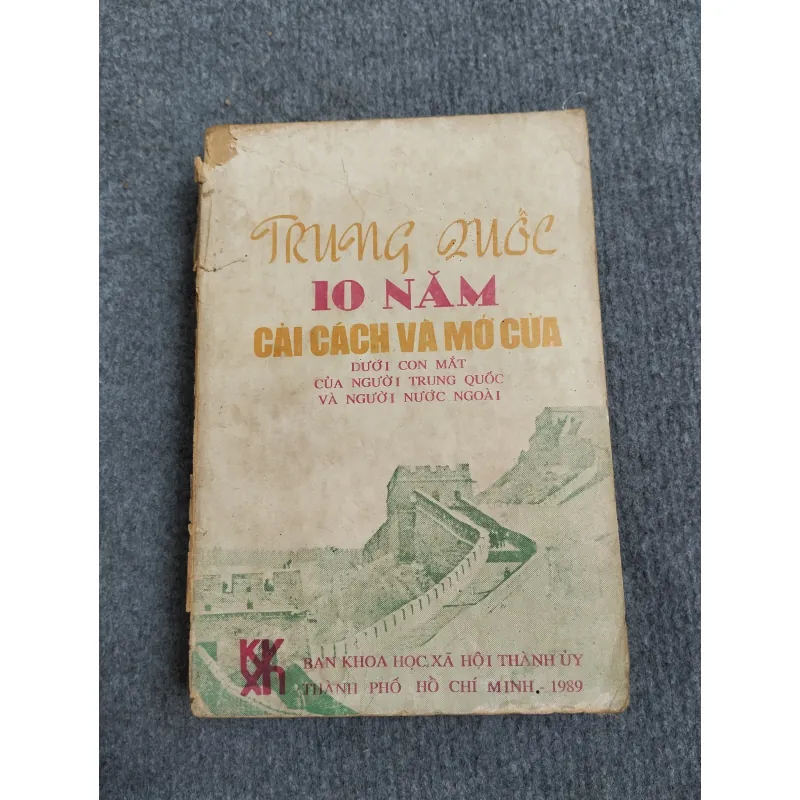 TRUNG QUỐC
10 NĂM
CẢI CÁCH VÀ MỞ CỬA
DƯỚI CON MẮT
CỦA NGƯỜI TRUNG QUỐC
VÀ NGƯỜI NƯỚC NGOÀI
KHXH
BAN KHOA HỌC XÃ HỘI THÀNH ỦY
THÀNH PHỐ HỒ CHÍ MINH. 1989